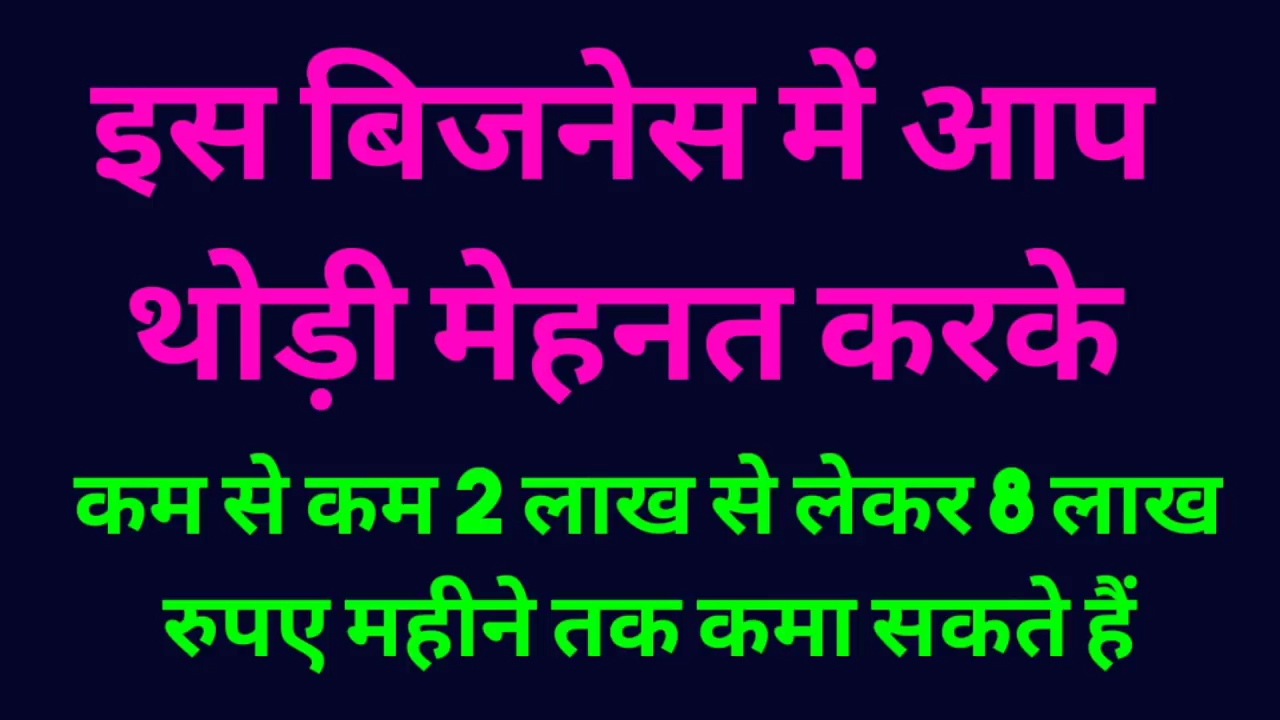 इस बिजनेस में आप
थोड़ी मेहनत करके
कम से कम 2 लाख से लेकर 8 लाख
रुपए महीने तक कमा सकते हैं